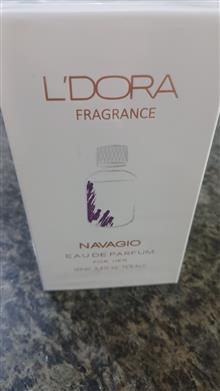 L'DORA
FRAGRANCE
NAVAGIO
EAU DE PARFUM
FOR HER